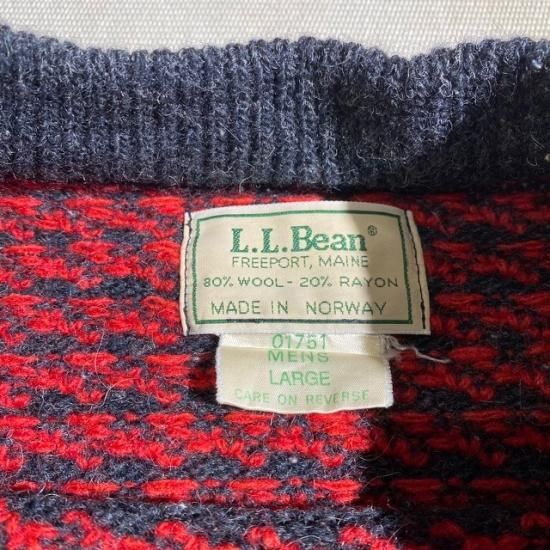 L.L.Bean®
FREEPORT, MAINE
80% WOOL - 20% RAYON
MADE IN NORWAY
01751
MENS
LARGE
CARE ON REVERSE